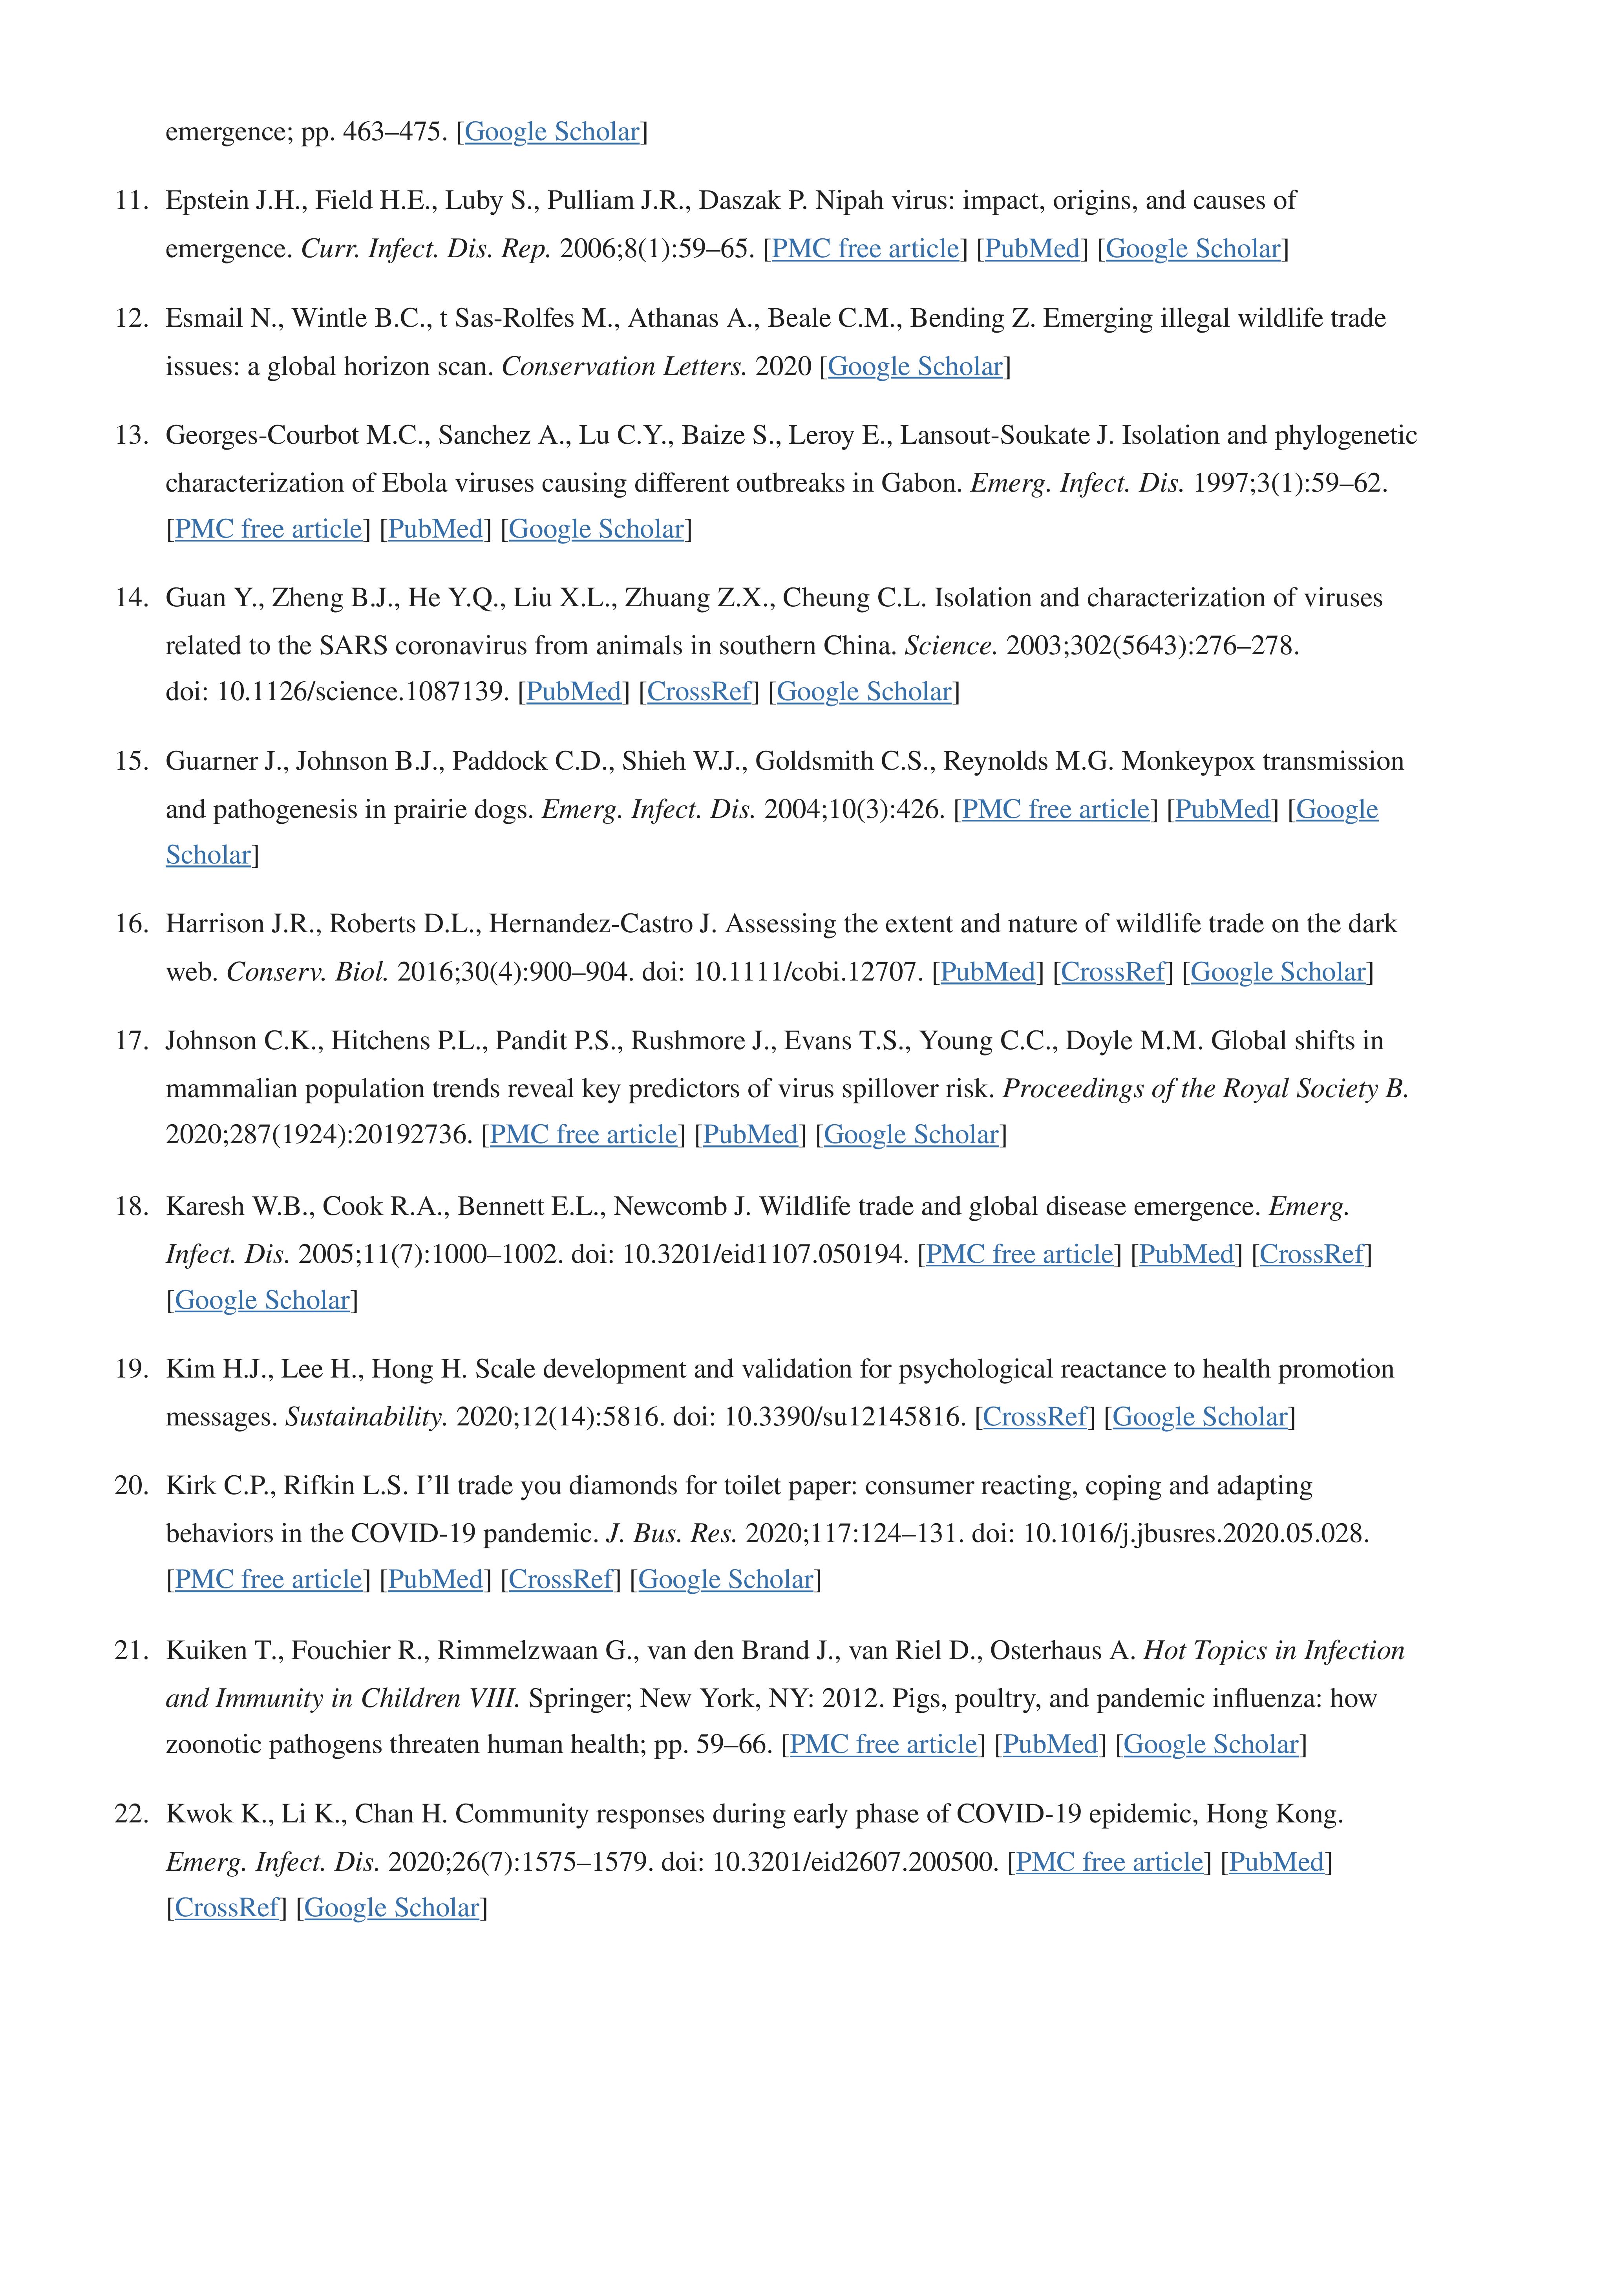 emergence; pp. 463–475. [Google Scholar]
11. Epstein J.H., Field H.E., Luby S., Pulliam J.R., Daszak P. Nipah virus: impact, origins, and causes of
emergence. Curr. Infect. Dis. Rep. 2006;8(1):59–65. [PMC free article] [PubMed] [Google Scholar]
12. Esmail N., Wintle B.C., t Sas-Rolfes M., Athanas A., Beale C.M., Bending Z. Emerging illegal wildlife trade
issues: a global horizon scan. Conservation Letters. 2020 [Google Scholar]
13. Georges-Courbot M.C., Sanchez A., Lu C.Y., Baize S., Leroy E., Lansout-Soukate J. Isolation and phylogenetic
characterization of Ebola viruses causing different outbreaks in Gabon. Emerg. Infect. Dis. 1997;3(1):59–62.
[PMC free article] [PubMed] [Google Scholar]
14. Guan Y., Zheng B.J., He Y.Q., Liu X.L., Zhuang Z.X., Cheung C.L. Isolation and characterization of viruses
related to the SARS coronavirus from animals in southern China. Science. 2003;302(5643):276–278.
doi: 10.1126/science.1087139. [PubMed] [CrossRef] [Google Scholar]
15. Guarner J., Johnson B.J., Paddock C.D., Shieh W.J., Goldsmith C.S., Reynolds M.G. Monkeypox transmission
and pathogenesis in prairie dogs. Emerg. Infect. Dis. 2004;10(3):426. [PMC free article] [PubMed] [Google
Scholar]
16. Harrison J.R., Roberts D.L., Hernandez-Castro J. Assessing the extent and nature of wildlife trade on the dark
web. Conserv. Biol. 2016;30(4):900–904. doi: 10.1111/cobi.12707. [PubMed] [CrossRef] [Google Scholar]
17. Johnson C.K., Hitchens P.L., Pandit P.S., Rushmore J., Evans T.S., Young C.C., Doyle M.M. Global shifts in
mammalian population trends reveal key predictors of virus spillover risk. Proceedings of the Royal Society B.
2020;287(1924):20192736. [PMC free article] [PubMed] [Google Scholar]
18. Karesh W.B., Cook R.A., Bennett E.L., Newcomb J. Wildlife trade and global disease emergence. Emerg.
Infect. Dis. 2005;11(7):1000–1002. doi: 10.3201/eid1107.050194. [PMC free article] [PubMed] [CrossRef]
[Google Scholar]
19. Kim H.J., Lee H., Hong H. Scale development and validation for psychological reactance to health promotion
messages. Sustainability. 2020;12(14):5816. doi: 10.3390/su12145816. [CrossRef] [Google Scholar]
20. Kirk C.P., Rifkin L.S. I’ll trade you diamonds for toilet paper: consumer reacting, coping and adapting
behaviors in the COVID-19 pandemic. J. Bus. Res. 2020;117:124–131. doi: 10.1016/j.jbusres.2020.05.028.
[PMC free article] [PubMed] [CrossRef] [Google Scholar]
21. Kuiken T., Fouchier R., Rimmelzwaan G., van den Brand J., van Riel D., Osterhaus A. Hot Topics in Infection
and Immunity in Children VIII. Springer; New York, NY: 2012. Pigs, poultry, and pandemic influenza: how
zoonotic pathogens threaten human health; pp. 59–66. [PMC free article] [PubMed] [Google Scholar]
22. Kwok K., Li K., Chan H. Community responses during early phase of COVID-19 epidemic, Hong Kong.
Emerg. Infect. Dis. 2020;26(7):1575–1579. doi: 10.3201/eid2607.200500. [PMC free article] [PubMed]
[CrossRef] [Google Scholar]